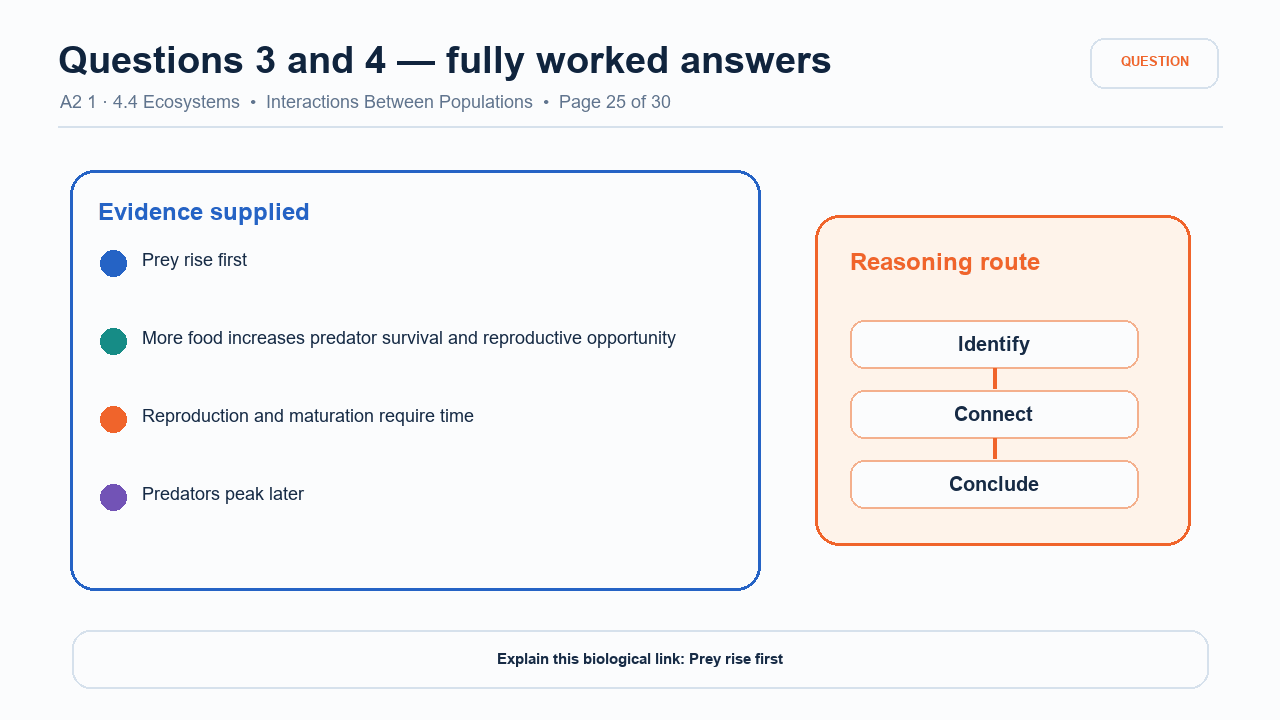 Questions 3 and 4 — fully worked answers
QUESTION
A2 1 · 4.4 Ecosystems • Interactions Between Populations • Page 25 of 30
Evidence supplied
Prey rise first
More food increases predator survival and reproductive opportunity
Reproduction and maturation require time
Predators peak later
Reasoning route
Identify
Connect
Conclude
Explain this biological link: Prey rise first